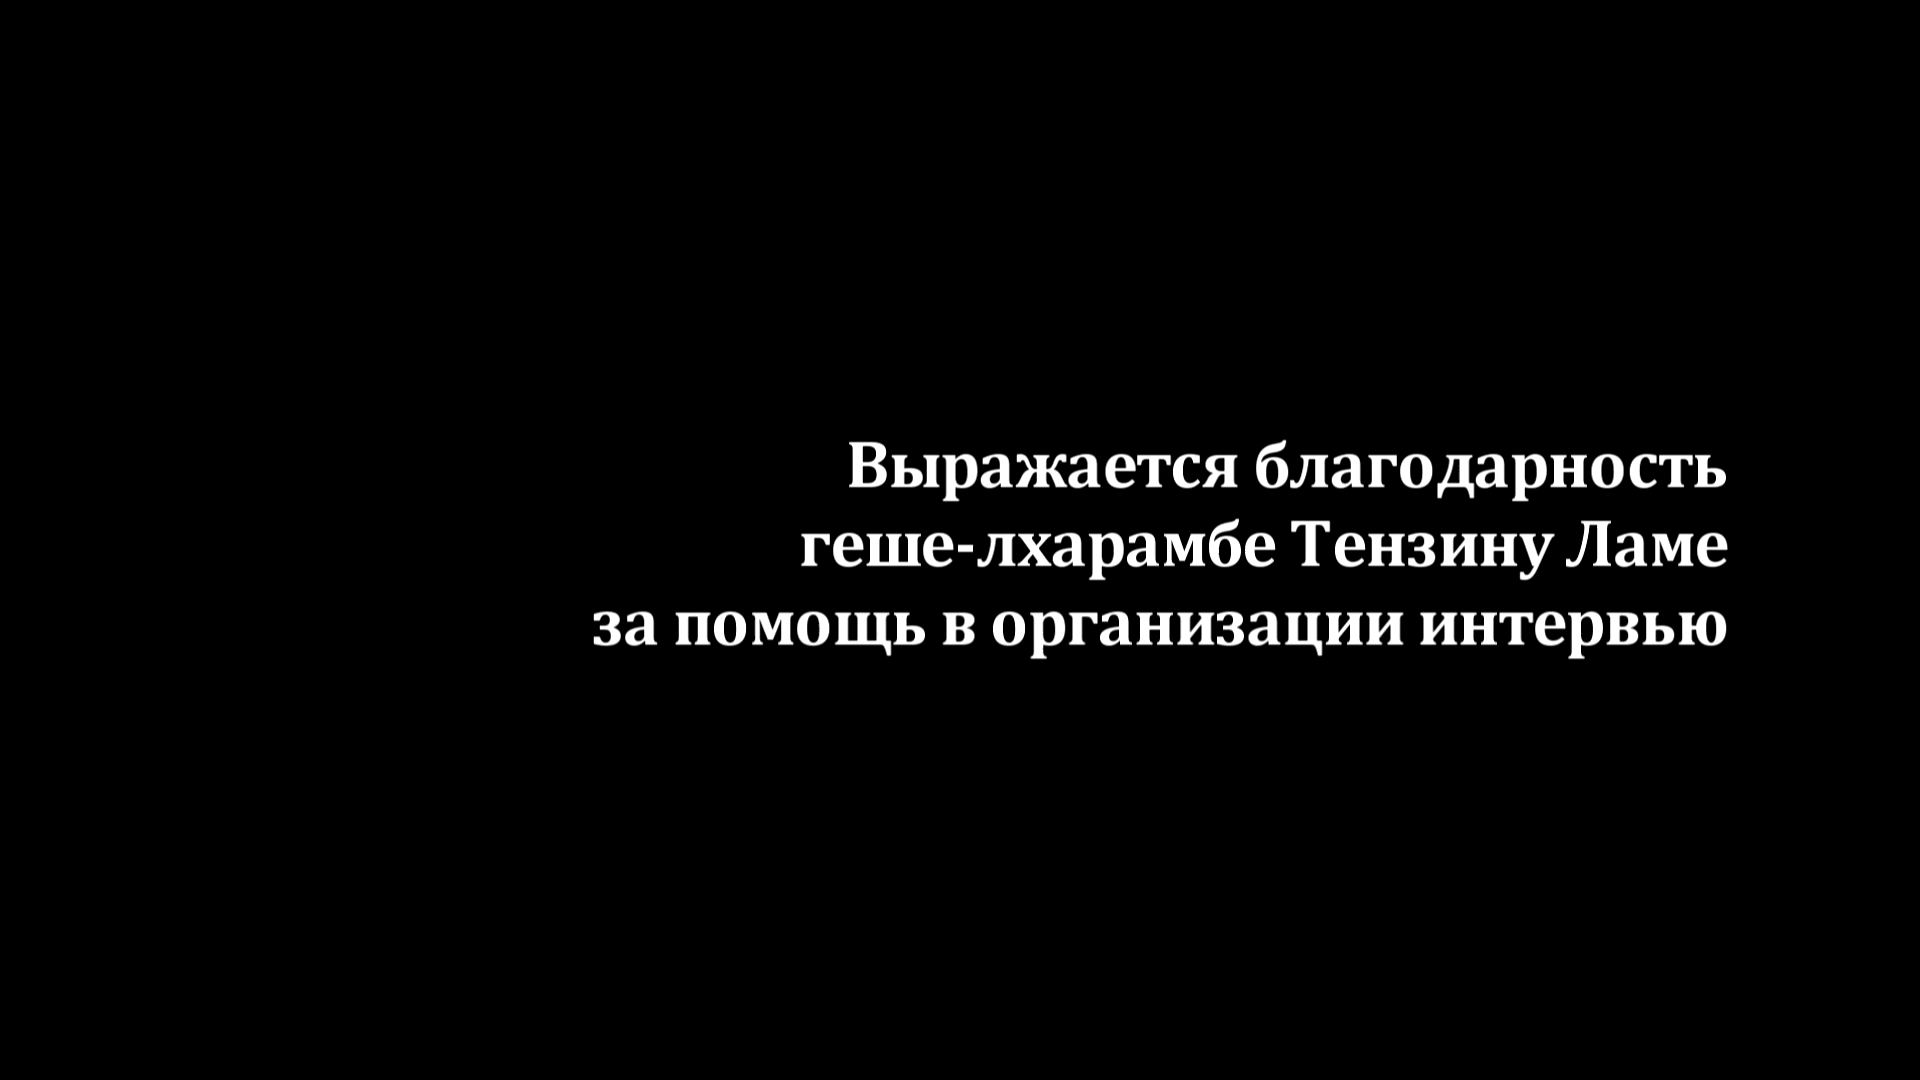 Выражается благодарность
геше-лхарамбе Тензину Ламе
за помощь в организации интервью